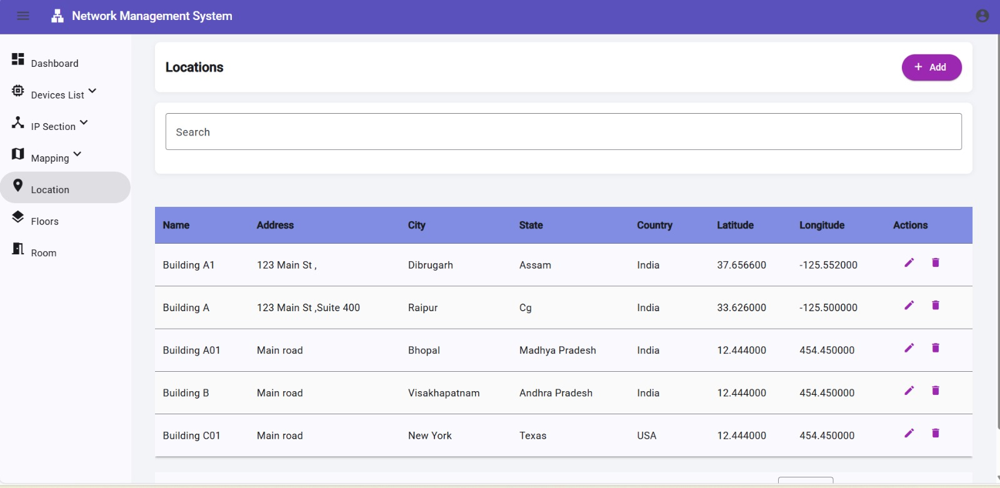 Network Management System
Dashboard
Devices List
IP Section
Mapping
Location
Floors
Room
Locations
+ Add
Search
Name Address City State Country Latitude Longitude Actions
Building A1 123 Main St , Dibrugarh Assam India 37.656600 -125.552000
Building A 123 Main St ,Suite 400 Raipur Cg India 33.626000 -125.500000
Building A01 Main road Bhopal Madhya Pradesh India 12.444000 454.450000
Building B Main road Visakhapatnam Andhra Pradesh India 12.444000 454.450000
Building C01 Main road New York Texas USA 12.444000 454.450000